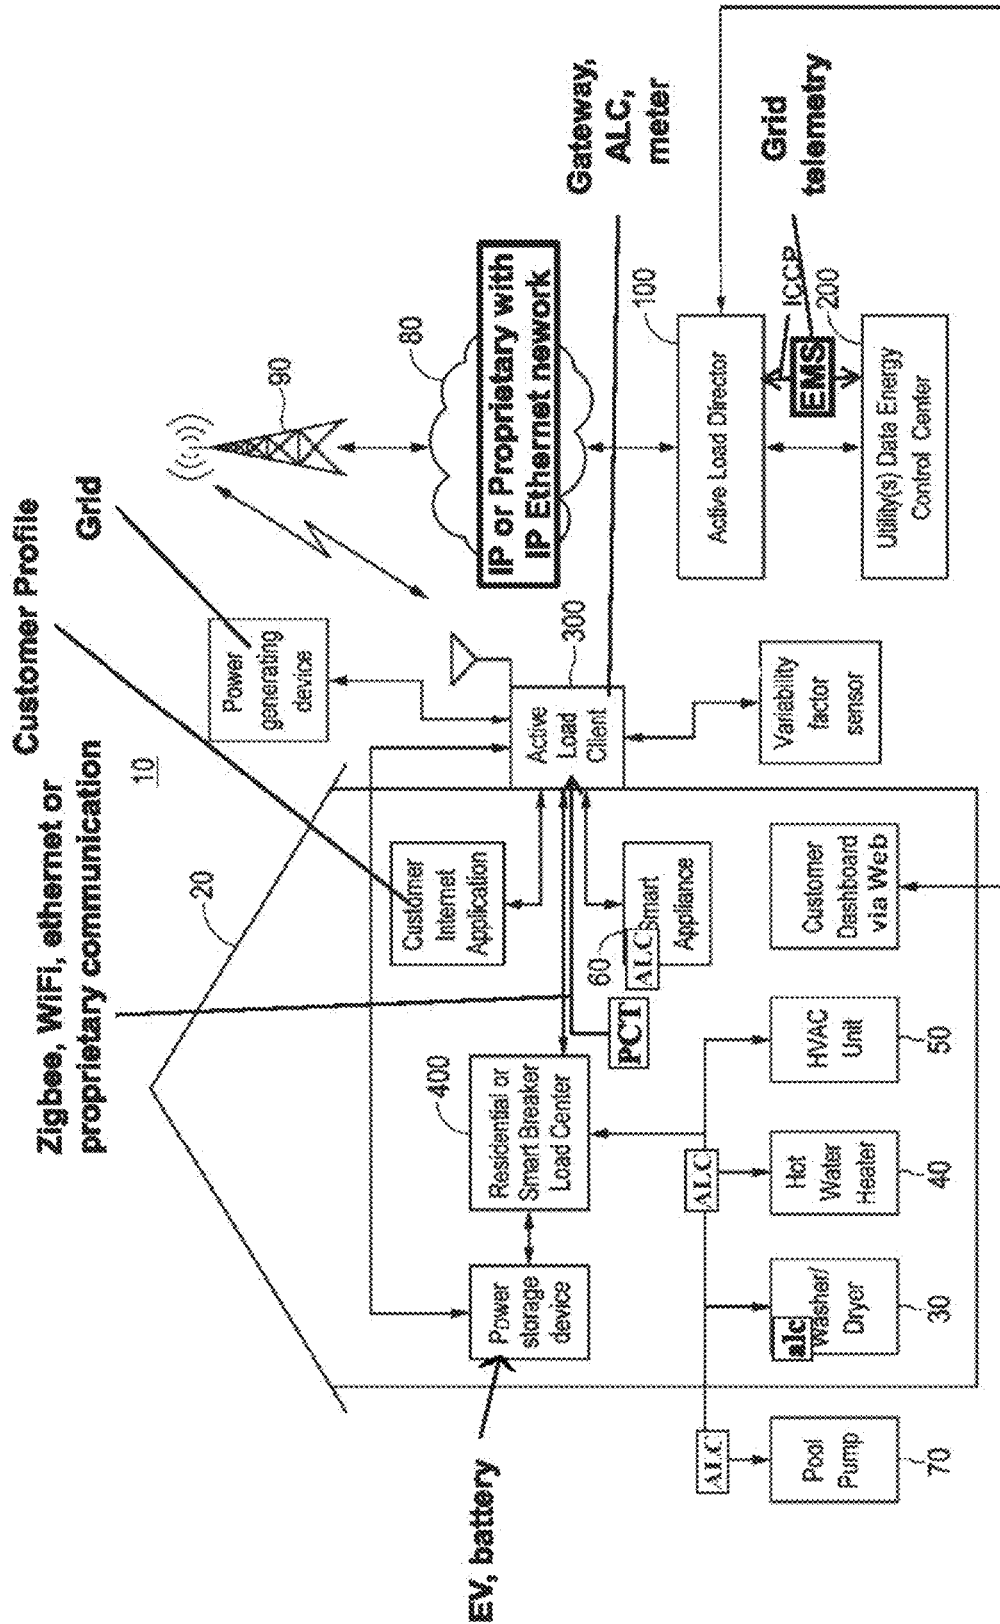 Zigbee, WiFi, ethernet or
proprietary communication
Customer Profile
Grid
10
20
90
80
Power
generating
device
IP or Proprietary with
IP Ethernet nework
Gateway,
ALC,
meter
Grid
telemetry
EV, battery
Power
storage
device
400
Residential or
Smart Breaker
Load Center
Customer
Internet
Application
Active
Load
Client
300
PCT
60
ALC
Smart
Appliance
100
Active Load Director
ICCP
EMS
200
Utility(s) Data Energy
Control Center
Variability
factor
sensor
Customer
Dashboard
via Web
ALC
ALC
Pool
Pump
70
alc
Washer/
Dryer
30
Hot
Water
Heater
40
HVAC
Unit
50